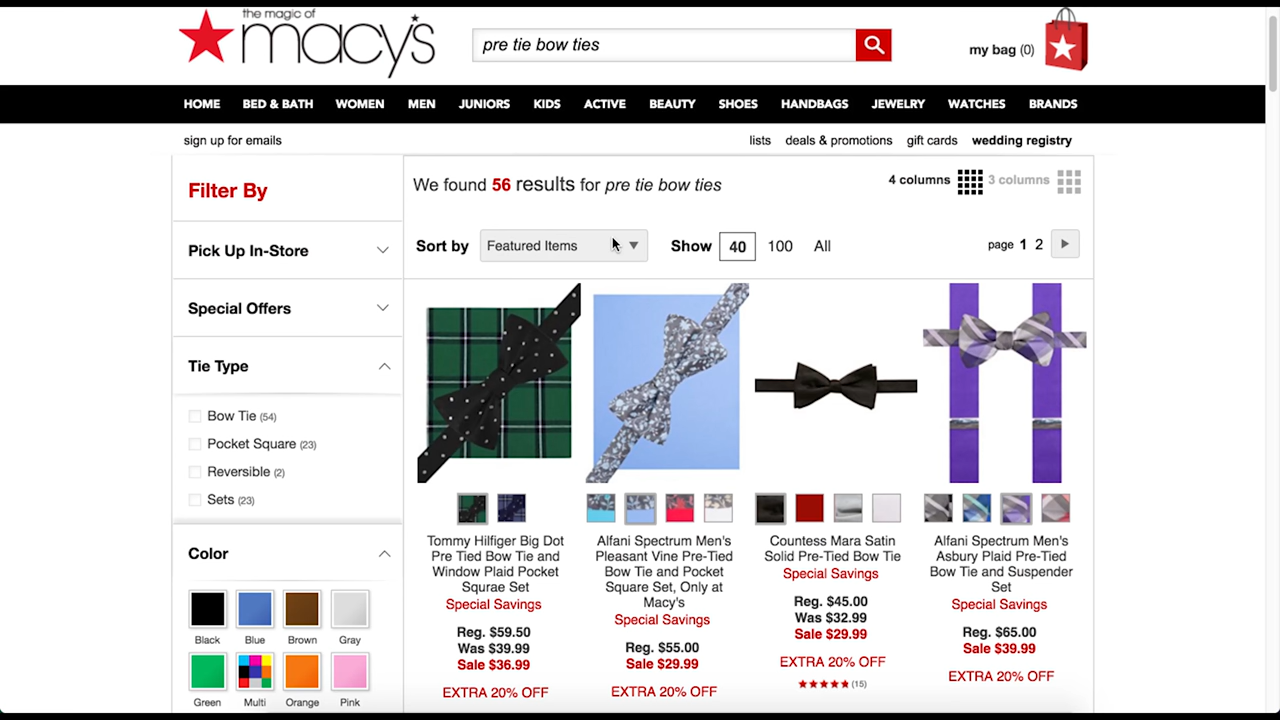 the magic of
macy's
pre tie bow ties
my bag (0)
HOME BED & BATH WOMEN MEN JUNIORS KIDS ACTIVE BEAUTY SHOES HANDBAGS JEWELRY WATCHES BRANDS
sign up for emails
lists deals & promotions gift cards wedding registry
Filter By
Pick Up In-Store
Special Offers
Tie Type
Bow Tie (54)
Pocket Square (23)
Reversible (2)
Sets (23)
Color
Black Blue Brown Gray
Green Multi Orange Pink
We found 56 results for pre tie bow ties
4 columns 3 columns
Sort by Featured Items Show 40 100 All
page 1 2
Tommy Hilfiger Big Dot
Pre Tied Bow Tie and
Window Plaid Pocket
Squrae Set
Special Savings
Reg. $59.50
Was $39.99
Sale $36.99
EXTRA 20% OFF
Alfani Spectrum Men's
Pleasant Vine Pre-Tied
Bow Tie and Pocket
Square Set, Only at
Macy's
Special Savings
Reg. $55.00
Sale $29.99
EXTRA 20% OFF
Countess Mara Satin
Solid Pre-Tied Bow Tie
Special Savings
Reg. $45.00
Was $32.99
Sale $29.99
EXTRA 20% OFF
(15)
Alfani Spectrum Men's
Asbury Plaid Pre-Tied
Bow Tie and Suspender
Set
Special Savings
Reg. $65.00
Sale $39.99
EXTRA 20% OFF